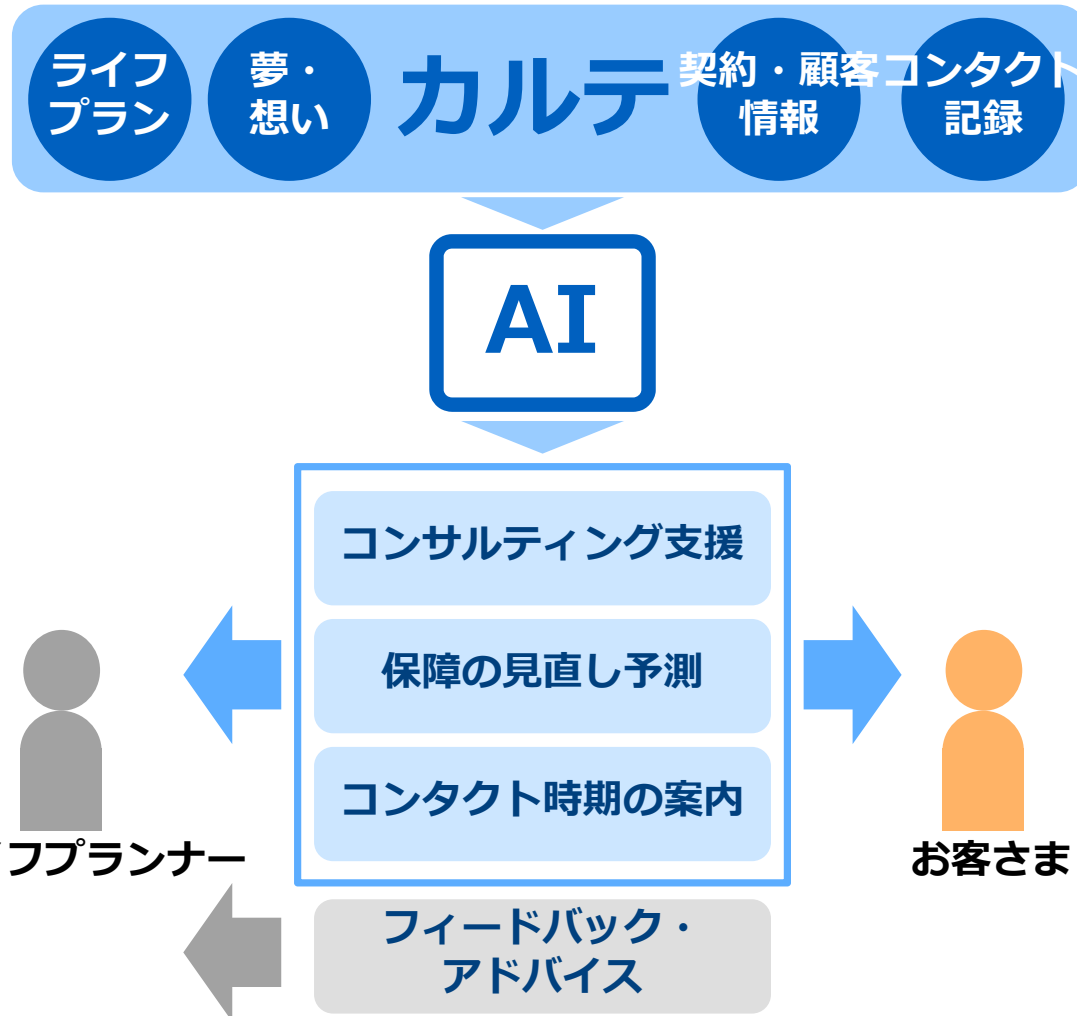 ライフ
プラン
夢・
想い
カルテ
契約・顧客
情報
コンタクト
記録
AI
コンサルティング支援
保障の見直し予測
コンタクト時期の案内
フプランナー
お客さま
フィードバック・
アドバイス